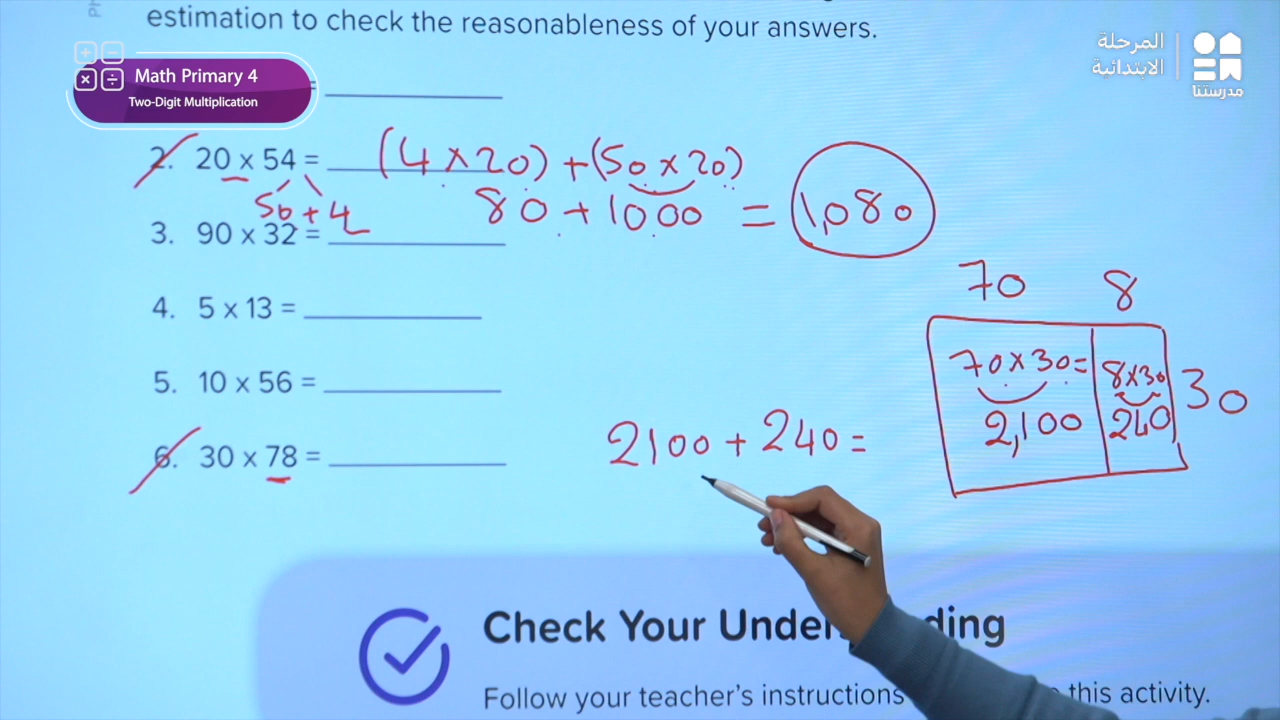 estimation to check the reasonableness of your answers.
Math Primary 4
Two-Digit Multiplication
المرحلة
الابتدائية
مدرستنا
2. 20 x 54 = (4 x 20) + (50 x 20)
50 + 4
80 + 1000 = 1,080
3. 90 x 32 =
4. 5 x 13 =
5. 10 x 56 =
6. 30 x 78 =
70 8
70 x 30 = 8 x 30
30
2,100 240
2100 + 240 =
Check Your
Follow your teacher's instructions
this activity.